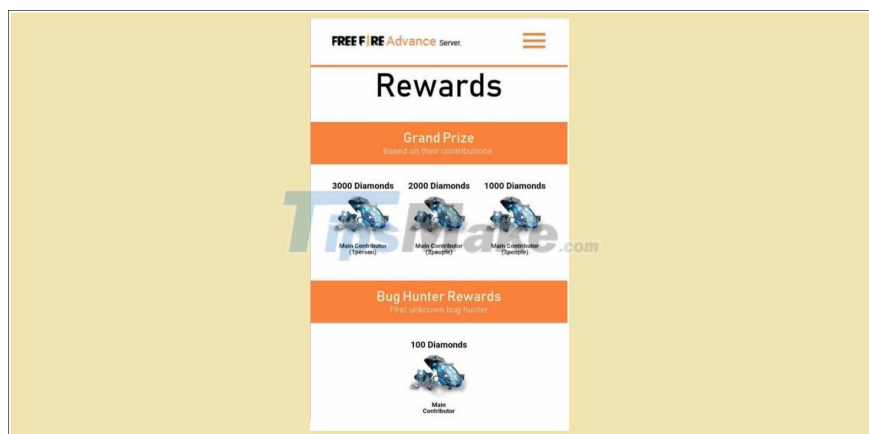 FREE FIRE Advance Server.
Rewards
Grand Prize
Based on their contributions
3000 Diamonds 2000 Diamonds 1000 Diamonds
TipsMake.com
Main Contributor Main Contributor Main Contributor
(1person) (2people) (3people)
Bug Hunter Rewards
First unknown bug hunter
100 Diamonds
Main
Contributor